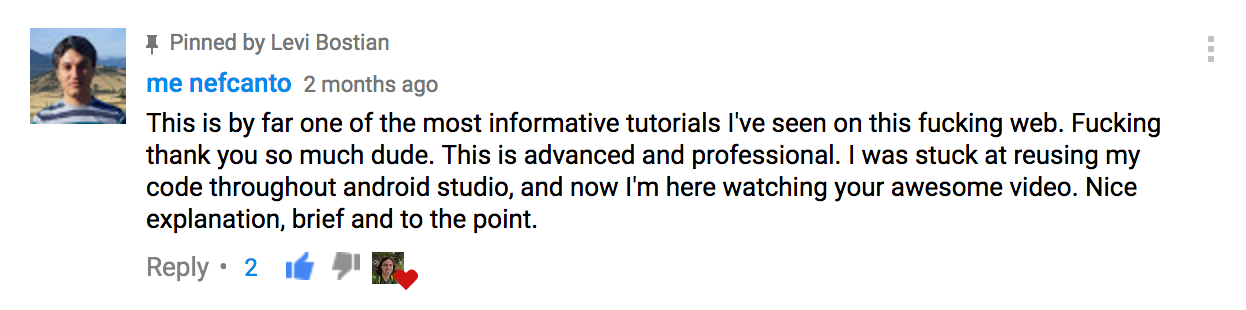 Pinned by Levi Bostian
me nefcanto 2 months ago
This is by far one of the most informative tutorials I've seen on this fucking web. Fucking
thank you so much dude. This is advanced and professional. I was stuck at reusing my
code throughout android studio, and now I'm here watching your awesome video. Nice
explanation, brief and to the point.
Reply • 2